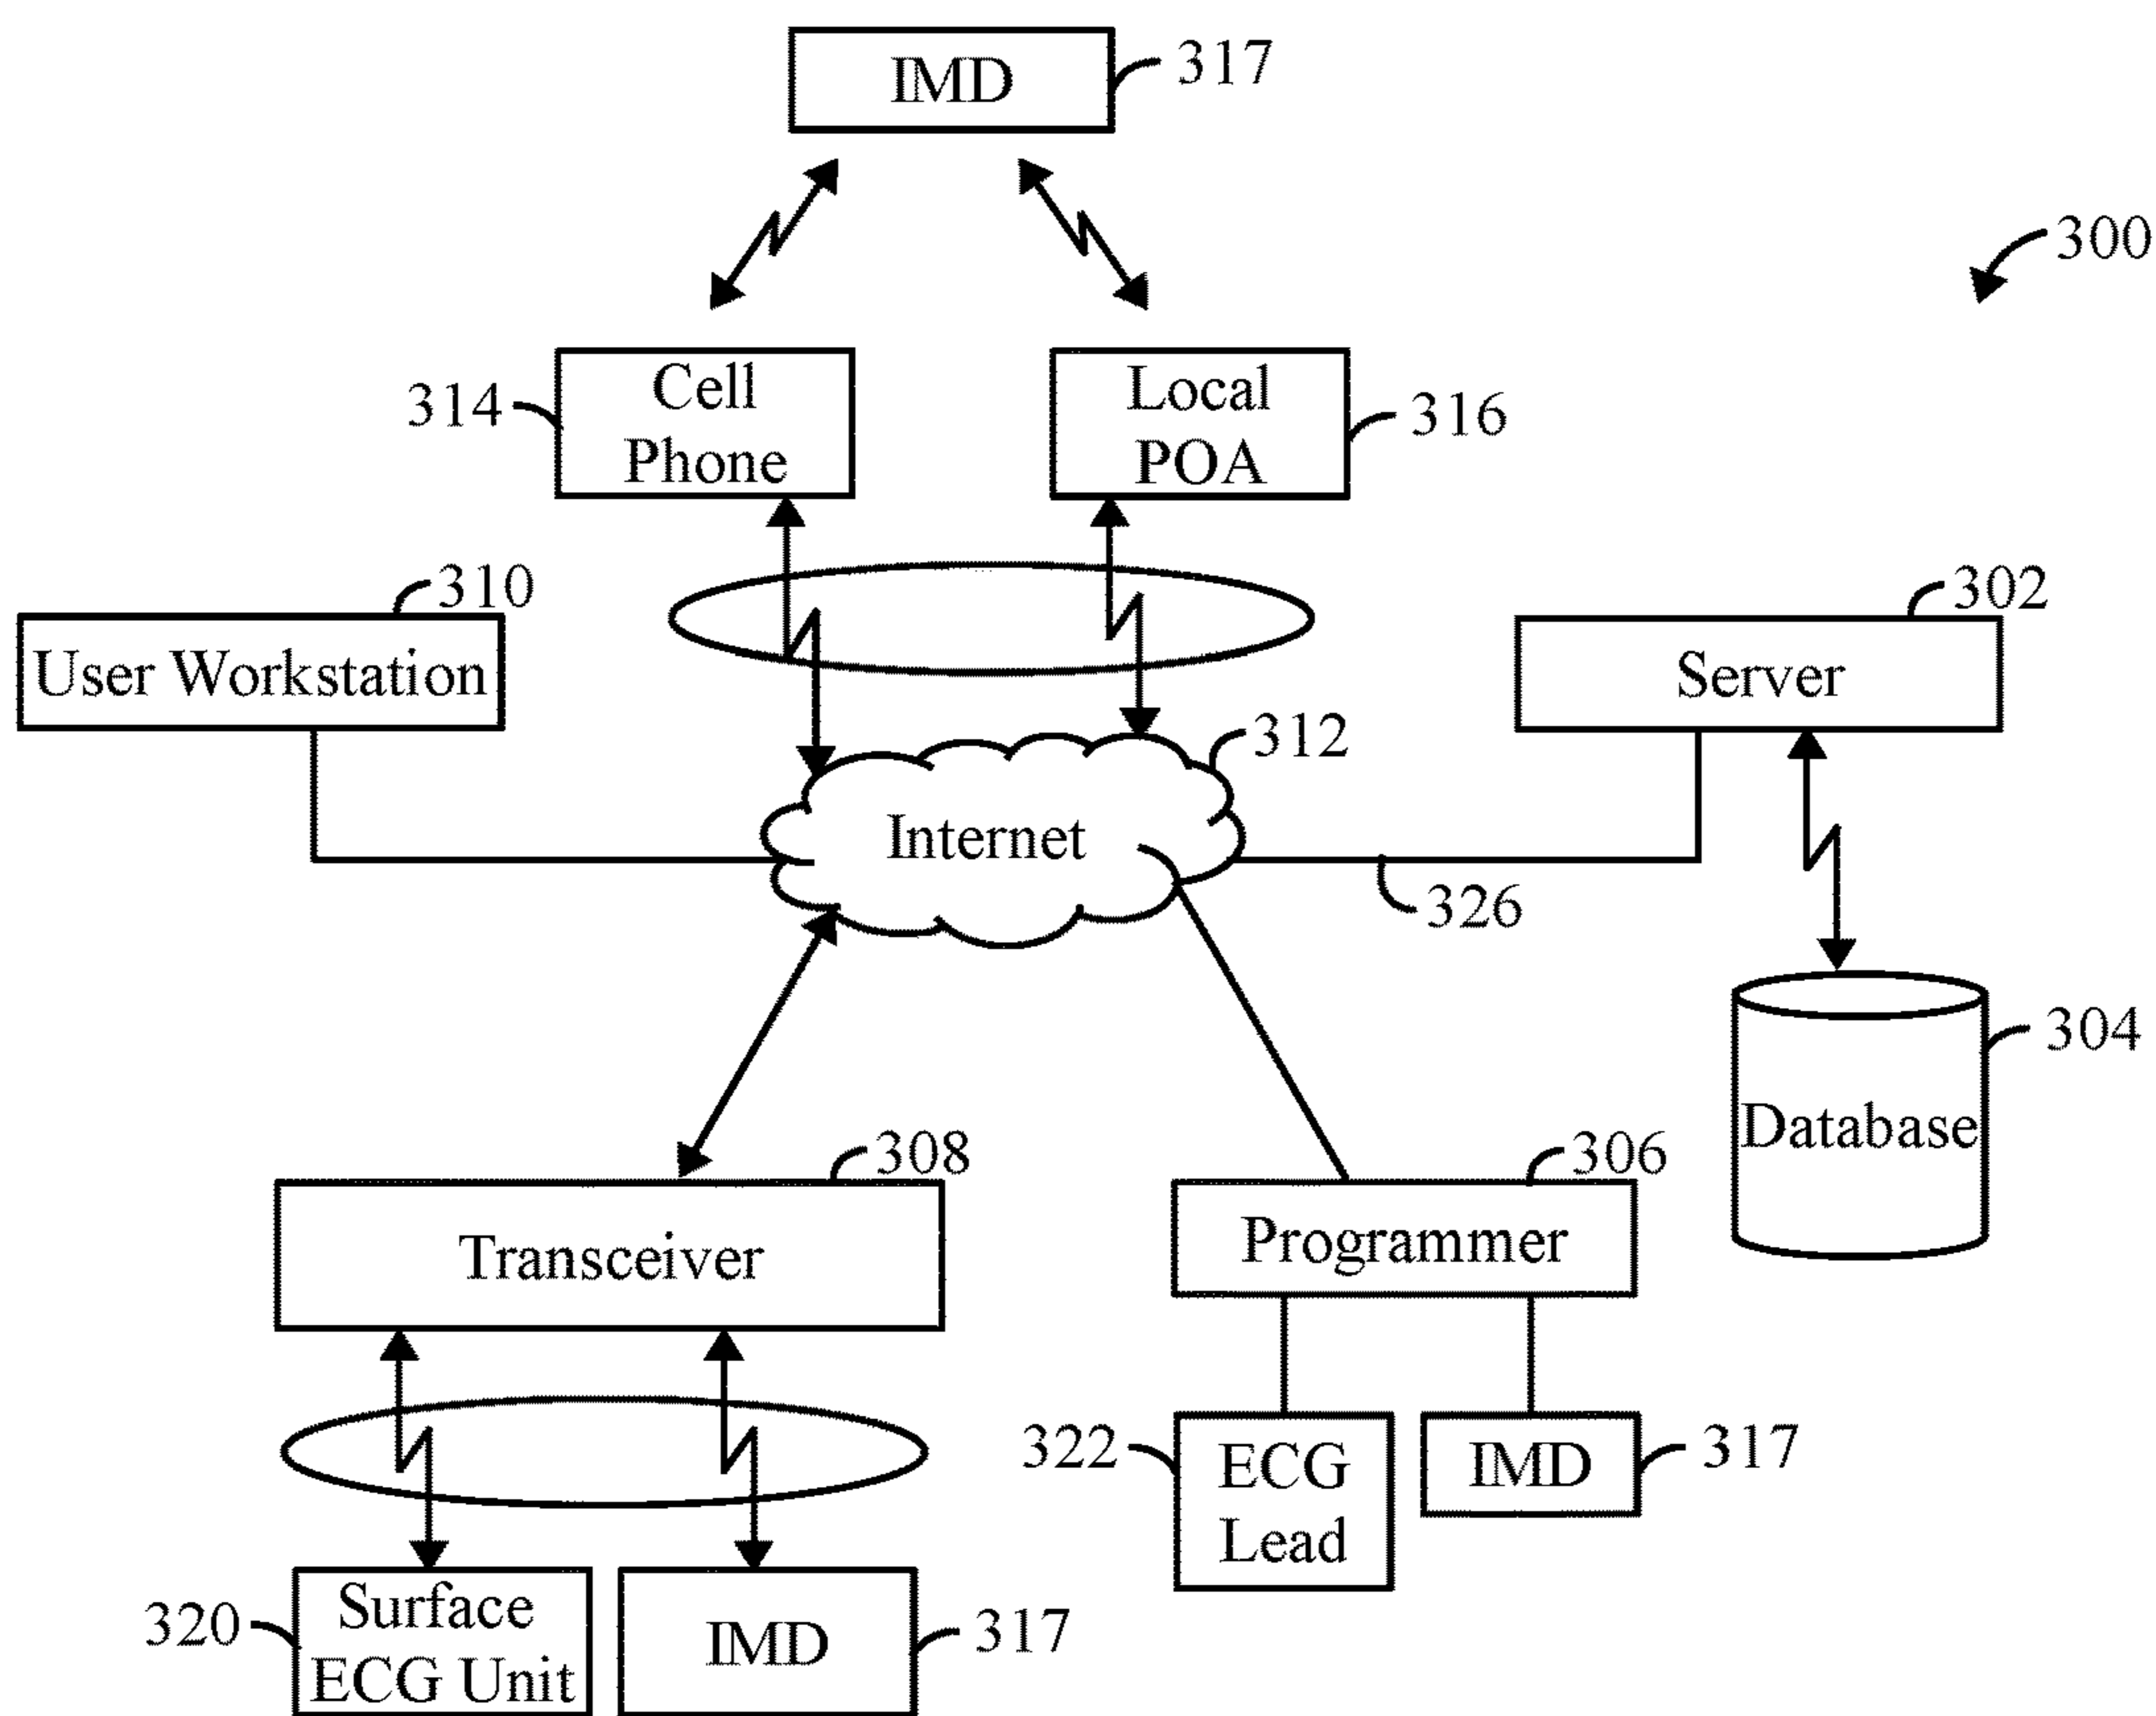 IMD
317
300
Cell
Phone
314
Local
POA
316
310
User Workstation
302
Server
312
Internet
326
304
Database
308
Transceiver
306
Programmer
322
ECG
Lead
IMD
317
320
Surface
ECG Unit
IMD
317